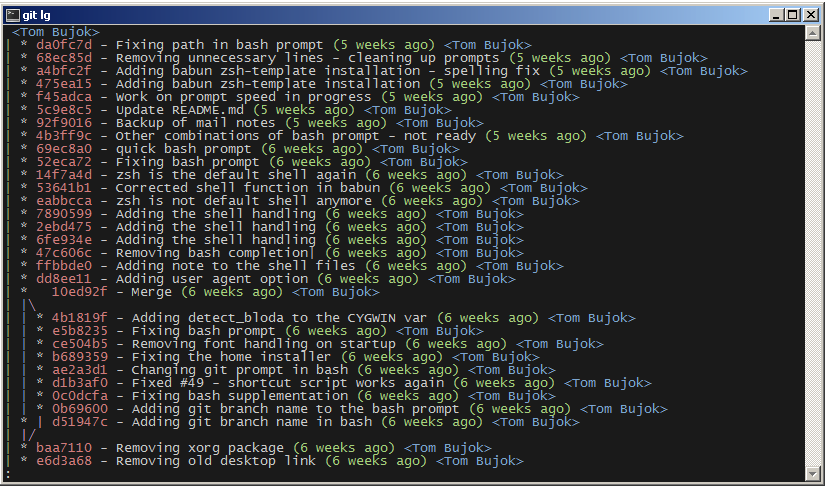 git lg
<Tom Bujok>
| * da0fc7d - Fixing path in bash prompt (5 weeks ago) <Tom Bujok>
| * 68ec85d - Removing unnecessary lines - cleaning up prompts (5 weeks ago) <Tom Bujok>
| * a4bfc2f - Adding babun zsh-template installation - spelling fix (5 weeks ago) <Tom Bujok>
| * 475ea15 - Adding babun zsh-template installation (5 weeks ago) <Tom Bujok>
| * f45adca - Work on prompt speed in progress (5 weeks ago) <Tom Bujok>
| * 5c9e8c5 - Update README.md (5 weeks ago) <Tom Bujok>
| * 92f9016 - Backup of mail notes (5 weeks ago) <Tom Bujok>
| * 4b3ff9c - Other combinations of bash prompt - not ready (5 weeks ago) <Tom Bujok>
| * 69ec8a0 - quick bash prompt (6 weeks ago) <Tom Bujok>
| * 52eca72 - Fixing bash prompt (6 weeks ago) <Tom Bujok>
| * 14f7a4d - zsh is the default shell again (6 weeks ago) <Tom Bujok>
| * 53641b1 - Corrected shell function in babun (6 weeks ago) <Tom Bujok>
| * eabbcca - zsh is not default shell anymore (6 weeks ago) <Tom Bujok>
| * 7890599 - Adding the shell handling (6 weeks ago) <Tom Bujok>
| * 2ebd475 - Adding the shell handling (6 weeks ago) <Tom Bujok>
| * 6fe934e - Adding the shell handling (6 weeks ago) <Tom Bujok>
| * 47c606c - Removing bash completion| (6 weeks ago) <Tom Bujok>
| * ffbbde0 - Adding note to the shell files (6 weeks ago) <Tom Bujok>
| * dd8ee11 - Adding user agent option (6 weeks ago) <Tom Bujok>
| *   10ed92f - Merge (6 weeks ago) <Tom Bujok>
| |\
| | * 4b1819f - Adding detect_bloda to the CYGWIN var (6 weeks ago) <Tom Bujok>
| | * e5b8235 - Fixing bash prompt (6 weeks ago) <Tom Bujok>
| | * ce504b5 - Removing font handling on startup (6 weeks ago) <Tom Bujok>
| | * b689359 - Fixing the home installer (6 weeks ago) <Tom Bujok>
| | * ae2a3d1 - Changing git prompt in bash (6 weeks ago) <Tom Bujok>
| | * d1b3af0 - Fixed #49 - shortcut script works again (6 weeks ago) <Tom Bujok>
| | * 0c0dcfa - Fixing bash supplementation (6 weeks ago) <Tom Bujok>
| | * 0b69600 - Adding git branch name to the bash prompt (6 weeks ago) <Tom Bujok>
| * | d51947c - Adding git branch name in bash (6 weeks ago) <Tom Bujok>
| |/
| * baa7110 - Removing xorg package (6 weeks ago) <Tom Bujok>
| * e6d3a68 - Removing old desktop link (6 weeks ago) <Tom Bujok>
: